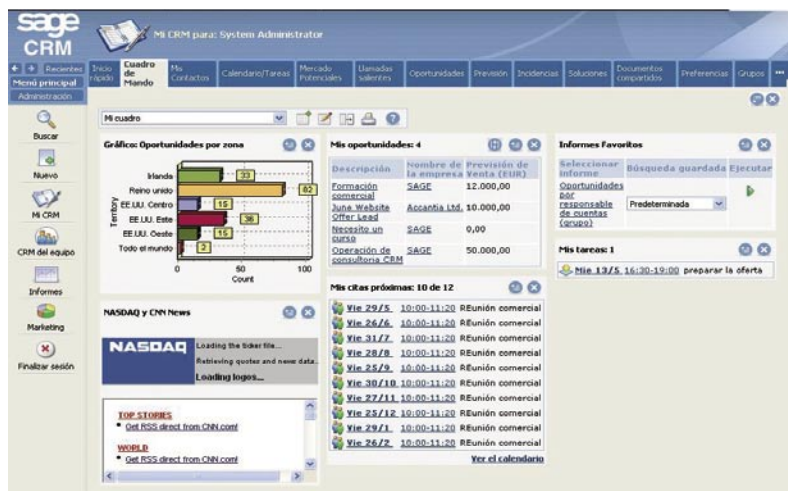 sage
CRM
Mi CRM para: System Administrator
Recientes
Menú principal
Administración
Inicio rápido
Cuadro de Mando
Mis Contactos
Calendario/Tareas
Mercado Potenciales
Llamadas salientes
Oportunidades
Previsión
Incidencias
Soluciones
Documentos compartidos
Preferencias
Grupos
Buscar
Nuevo
Mi CRM
CRM del equipo
Informes
Marketing
Finalizar sesión
Mi cuadro
Gráfico: Oportunidades por zona
Territory
Irlanda 33
Reino unido 82
EE.UU. Centro 15
EE.UU. Este 36
EE.UU. Oeste 15
Todo el mundo 2
0 50 100
Count
NASDAQ y CNN News
NASDAQ
Loading the ticker file...
Retrieving quotes and news data..
Loading logos...
TOP STORIES
Get RSS direct from CNN.com!
WORLD
Get RSS direct from CNN.com!
Mis oportunidades: 4
Descripción Nombre de la empresa Previsión de Venta (EUR)
Formación comercial SAGE 12.000,00
June Website Offer Lead Accantia Ltd. 10.000,00
Necesito un curso SAGE 0,00
Operación de consultoria CRM SAGE 50.000,00
Mis citas próximas: 10 de 12
Vie 29/5 10:00-11:20 REunión comercial
Vie 26/6 10:00-11:20 REunión comercial
Vie 31/7 10:00-11:20 REunión comercial
Vie 28/8 10:00-11:20 REunión comercial
Vie 25/9 10:00-11:20 REunión comercial
Vie 30/10 10:00-11:20 REunión comercial
Vie 27/11 10:00-11:20 REunión comercial
Vie 25/12 10:00-11:20 REunión comercial
Vie 29/1 10:00-11:20 REunión comercial
Vie 26/2 10:00-11:20 REunión comercial
Ver el calendario
Informes Favoritos
Seleccionar informe Búsqueda guardada Ejecutar
Oportunidades por responsable de cuentas (grupo) Predeterminada
Mis tareas: 1
Mie 13/5 16:30-19:00 preparar la oferta